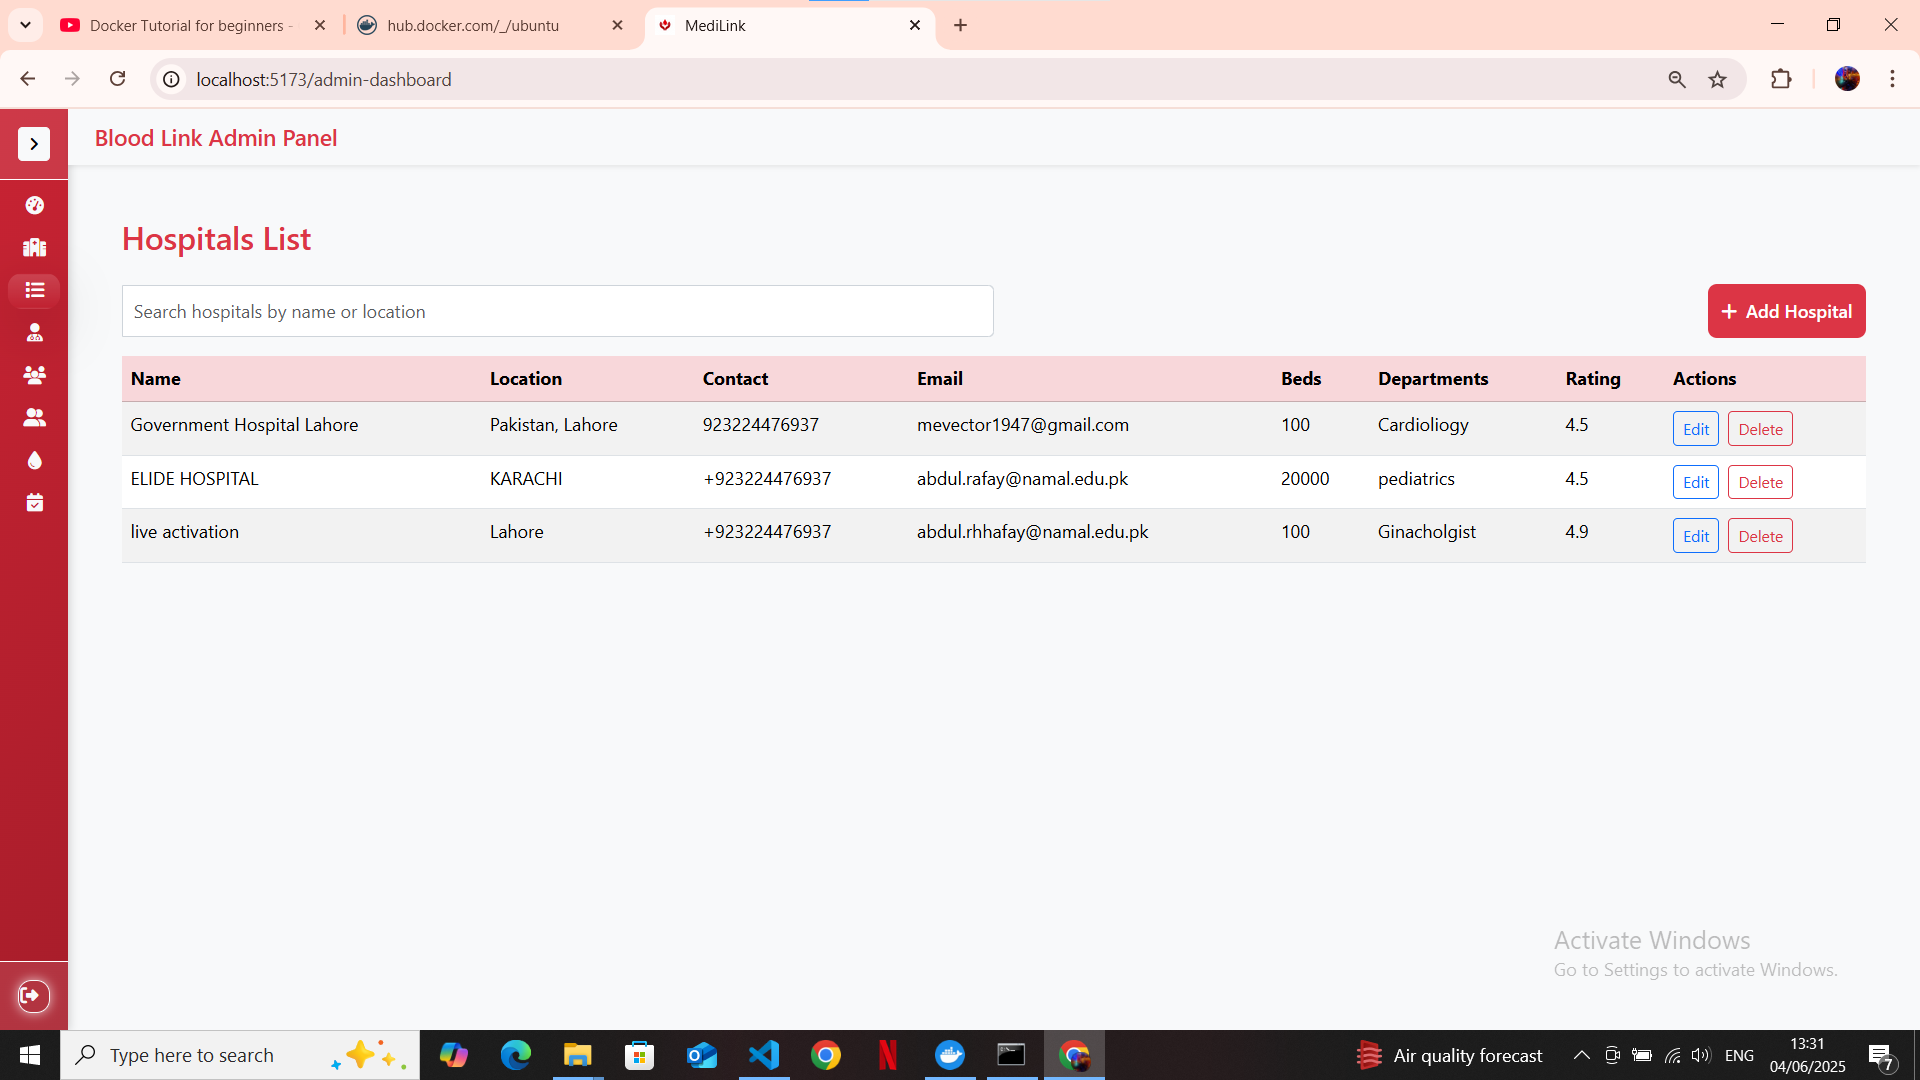 Docker Tutorial for beginners -
hub.docker.com/_/ubuntu
MediLink
localhost:5173/admin-dashboard
Blood Link Admin Panel
Hospitals List
Search hospitals by name or location
+ Add Hospital
Name Location Contact Email Beds Departments Rating Actions
Government Hospital Lahore Pakistan, Lahore 923224476937 mevector1947@gmail.com 100 Cardioliogy 4.5 Edit Delete
ELIDE HOSPITAL KARACHI +923224476937 abdul.rafay@namal.edu.pk 20000 pediatrics 4.5 Edit Delete
live activation Lahore +923224476937 abdul.rhhafay@namal.edu.pk 100 Ginacholgist 4.9 Edit Delete
Activate Windows
Go to Settings to activate Windows.
Type here to search
Air quality forecast
ENG
13:31
04/06/2025
7